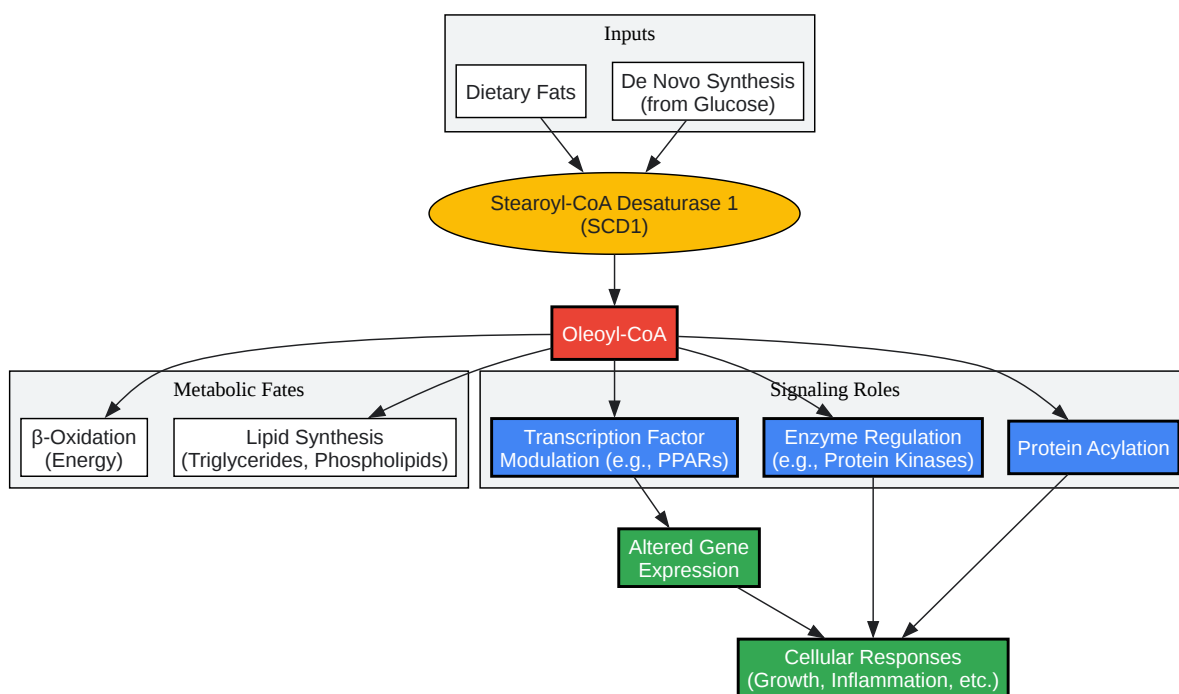 Inputs
Dietary Fats
De Novo Synthesis
(from Glucose)
Stearoyl-CoA Desaturase 1
(SCD1)
Oleoyl-CoA
Metabolic Fates
β-Oxidation
(Energy)
Lipid Synthesis
(Triglycerides, Phospholipids)
Signaling Roles
Transcription Factor
Modulation (e.g., PPARs)
Enzyme Regulation
(e.g., Protein Kinases)
Protein Acylation
Altered Gene
Expression
Cellular Responses
(Growth, Inflammation, etc.)